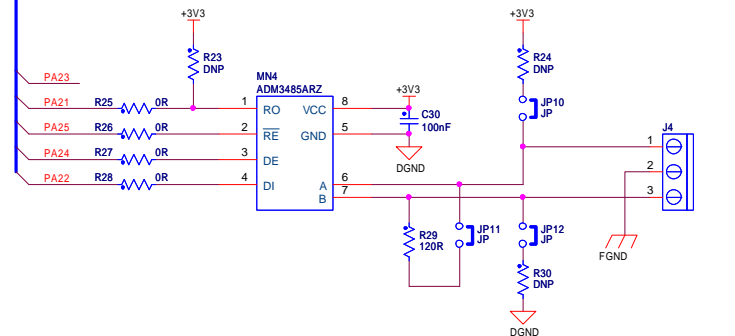 +3V3
+3V3
R23
DNP
R24
DNP
PA23
MN4
ADM3485ARZ
+3V3
JP10
JP
PA21 R25 0R 1 RO VCC 8
C30
100nF
J4
PA25 R26 0R 2 RE GND 5
1
PA24 R27 0R 3 DE
DGND
2
PA22 R28 0R 4 DI A 6
B 7
3
R29
120R
JP11
JP
JP12
JP
FGND
R30
DNP
DGND